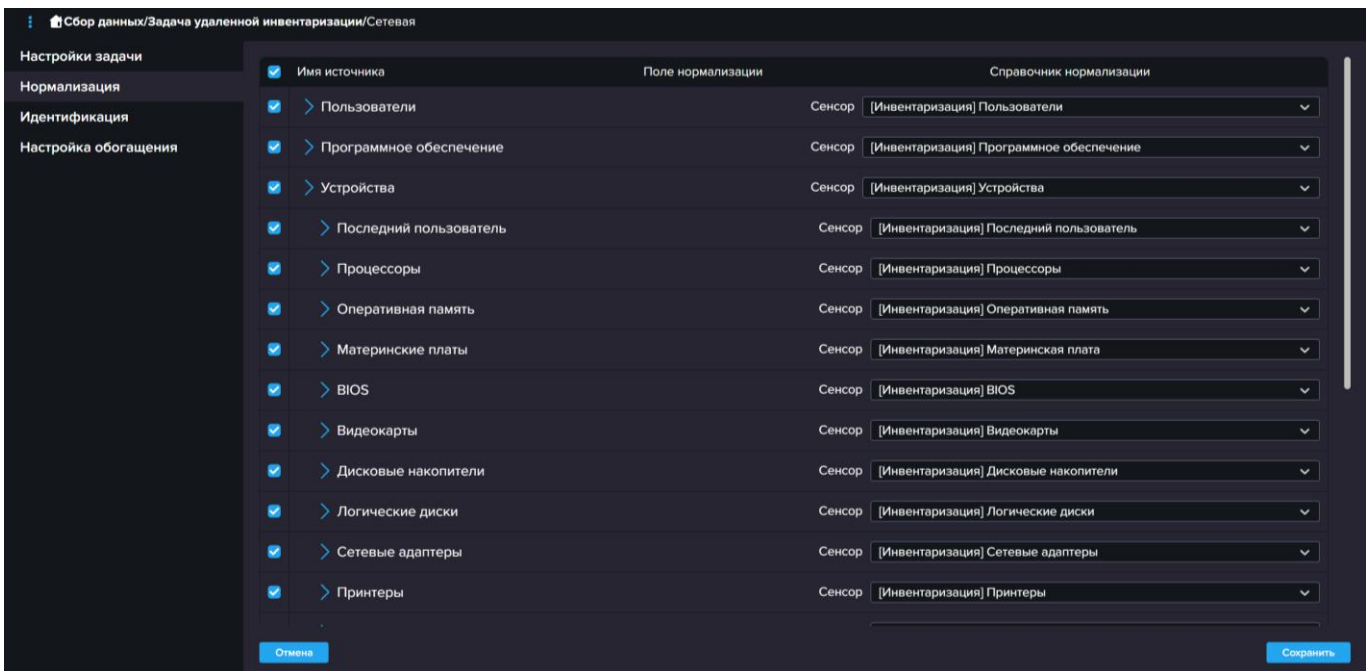 Сбор данных/Задача удаленной инвентаризации/Сетевая
Настройки задачи
Нормализация
Идентификация
Настройка обогащения
Имя источника Поле нормализации Справочник нормализации
Пользователи Сенсор [Инвентаризация] Пользователи
Программное обеспечение Сенсор [Инвентаризация] Программное обеспечение
Устройства Сенсор [Инвентаризация] Устройства
Последний пользователь Сенсор [Инвентаризация] Последний пользователь
Процессоры Сенсор [Инвентаризация] Процессоры
Оперативная память Сенсор [Инвентаризация] Оперативная память
Материнские платы Сенсор [Инвентаризация] Материнская плата
BIOS Сенсор [Инвентаризация] BIOS
Видеокарты Сенсор [Инвентаризация] Видеокарты
Дисковые накопители Сенсор [Инвентаризация] Дисковые накопители
Логические диски Сенсор [Инвентаризация] Логические диски
Сетевые адаптеры Сенсор [Инвентаризация] Сетевые адаптеры
Принтеры Сенсор [Инвентаризация] Принтеры
Отмена Сохранить